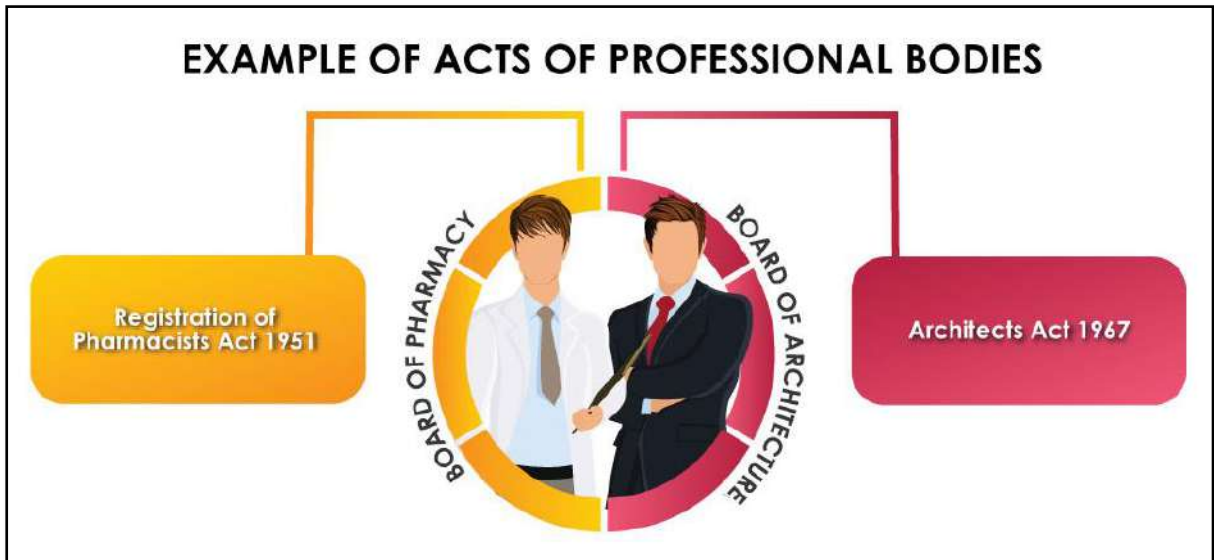 EXAMPLE OF ACTS OF PROFESSIONAL BODIES
BOARD OF PHARMACY
BOARD OF ARCHITECTURE
Registration of
Pharmacists Act 1951
Architects Act 1967